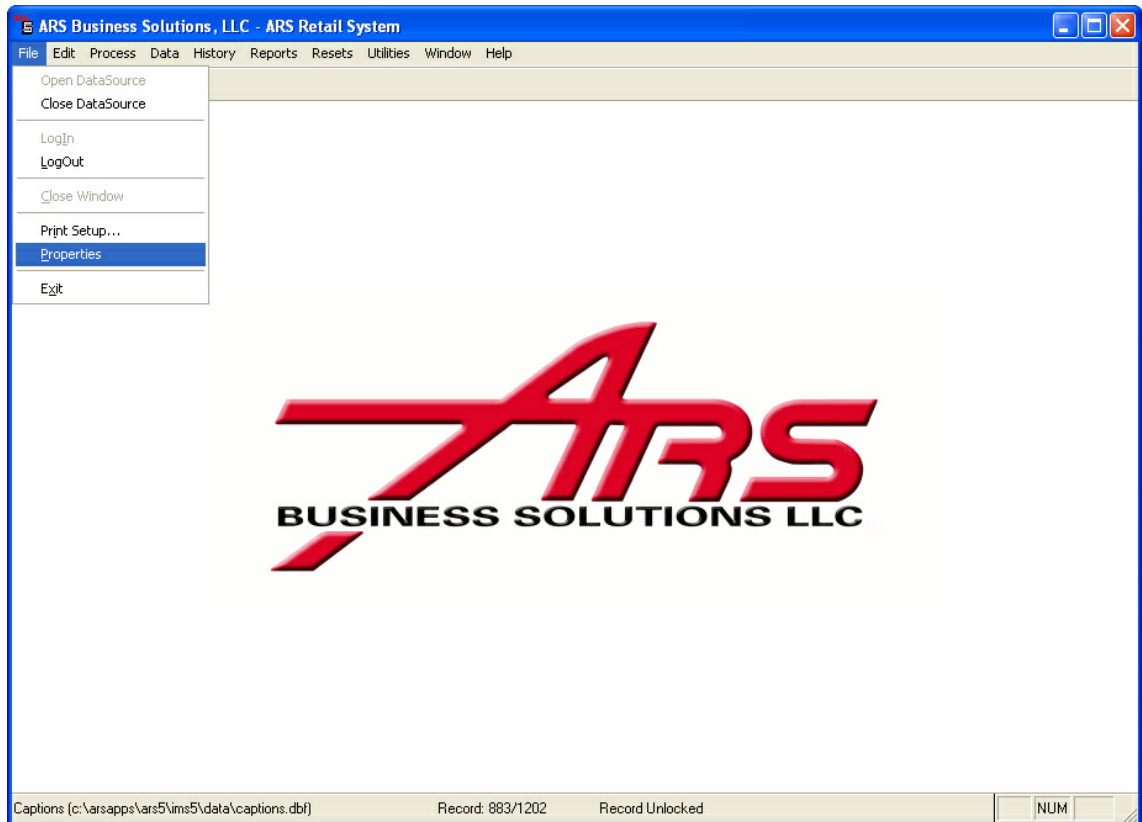 ARS Business Solutions, LLC - ARS Retail System
File Edit Process Data History Reports Resets Utilities Window Help
Open DataSource
Close DataSource
LogIn
LogOut
Close Window
Print Setup...
Properties
Exit
ARS
BUSINESS SOLUTIONS LLC
Captions (c:\arsapps\ars5\ims5\data\captions.dbf) Record: 883/1202 Record Unlocked NUM